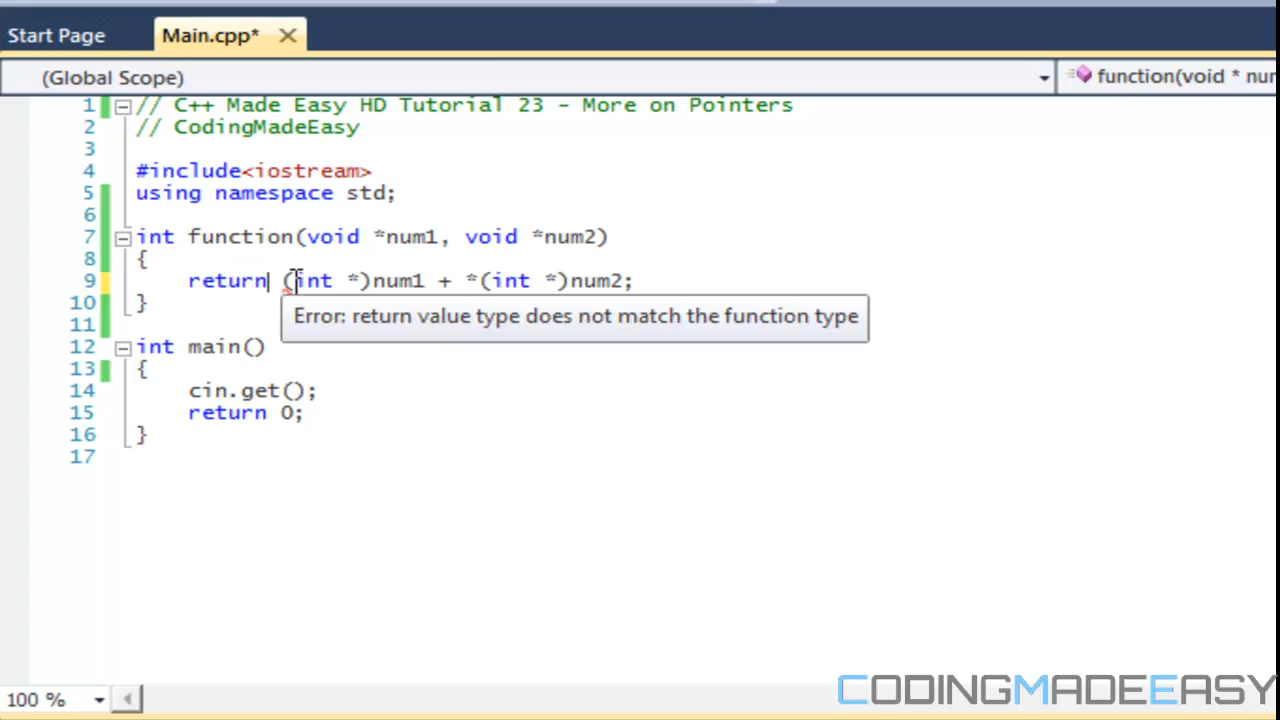 Start Page Main.cpp*
(Global Scope) function(void * num
1 // C++ Made Easy HD Tutorial 23 - More on Pointers
2 // CodingMadeEasy
3
4 #include<iostream>
5 using namespace std;
6
7 int function(void *num1, void *num2)
8 {
9 return (int *)num1 + *(int *)num2;
10 }
Error: return value type does not match the function type
11
12 int main()
13 {
14 cin.get();
15 return 0;
16 }
17
100 %
CODINGMADEEASY